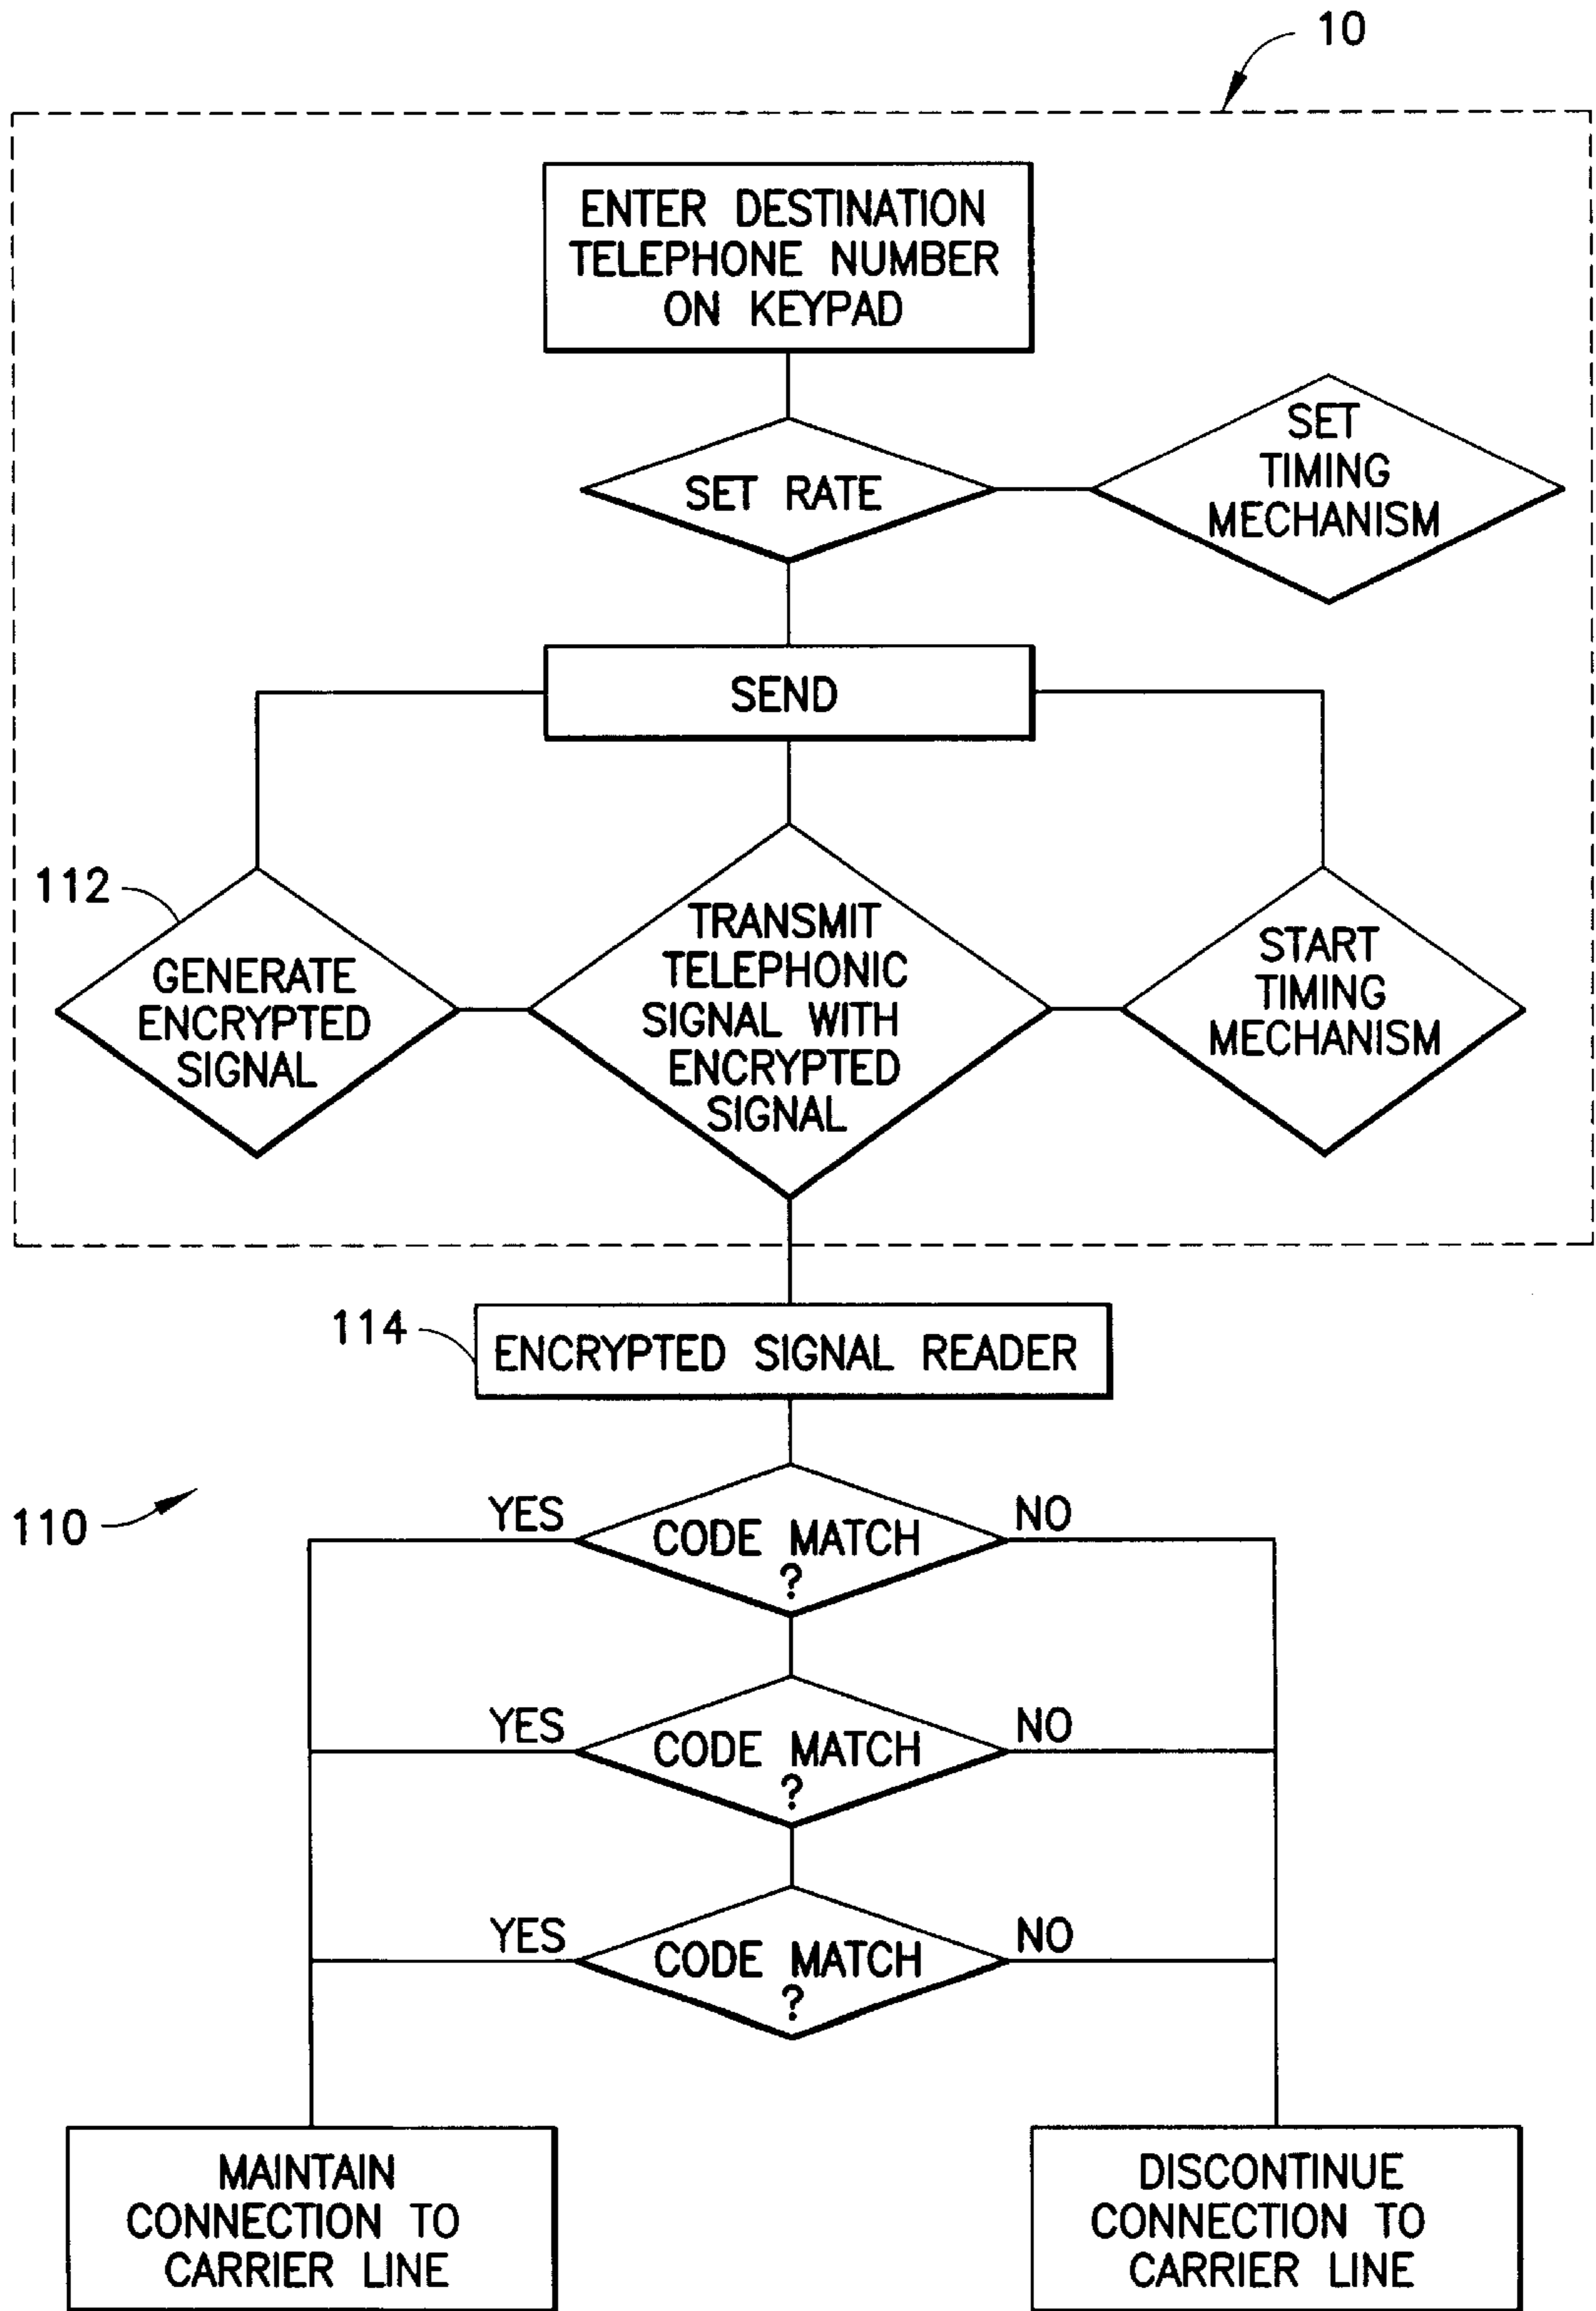 10
ENTER DESTINATION
TELEPHONE NUMBER
ON KEYPAD
SET RATE
SET
TIMING
MECHANISM
SEND
112
GENERATE
ENCRYPTED
SIGNAL
TRANSMIT
TELEPHONIC
SIGNAL WITH
ENCRYPTED
SIGNAL
START
TIMING
MECHANISM
114
ENCRYPTED SIGNAL READER
110
YES
CODE MATCH
?
NO
YES
CODE MATCH
?
NO
YES
CODE MATCH
?
NO
MAINTAIN
CONNECTION TO
CARRIER LINE
DISCONTINUE
CONNECTION TO
CARRIER LINE